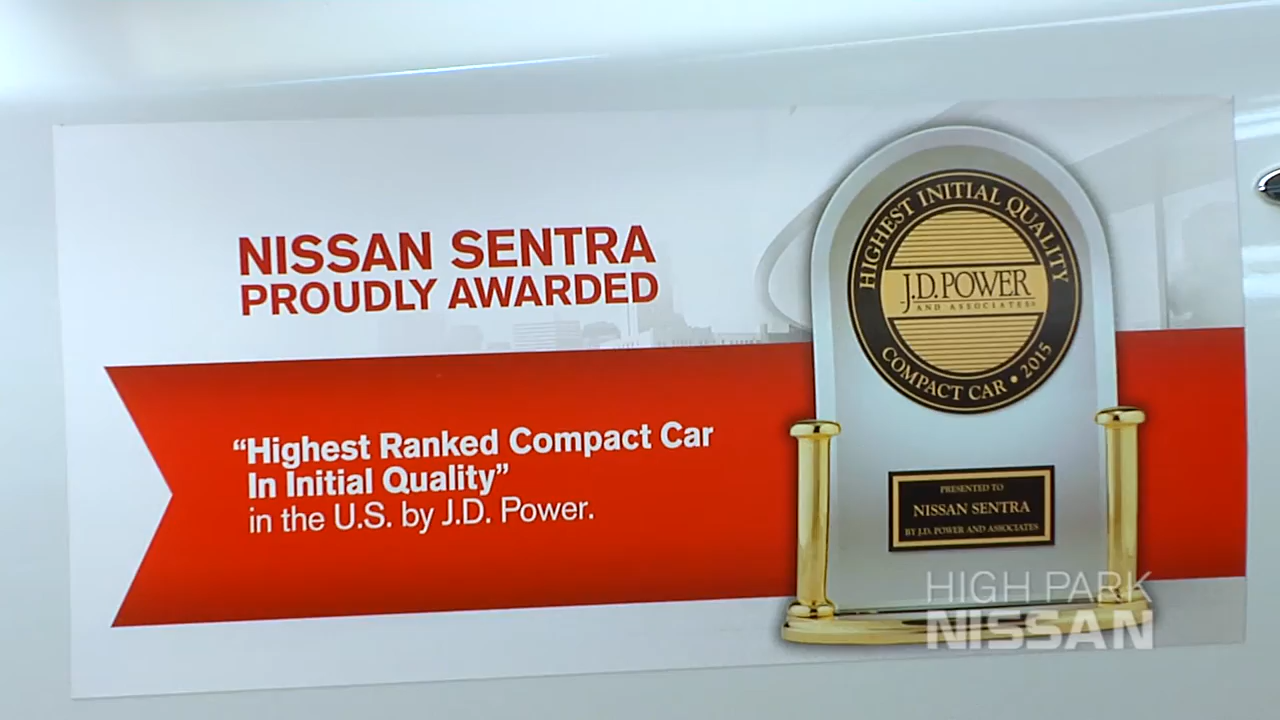 NISSAN SENTRA
PROUDLY AWARDED
“Highest Ranked Compact Car
In Initial Quality”
in the U.S. by J.D. Power.
HIGHEST INITIAL QUALITY
J.D. POWER
AND ASSOCIATES®
COMPACT CAR • 2015
PRESENTED TO
NISSAN SENTRA
BY J.D. POWER AND ASSOCIATES
HIGH PARK
NISSAN